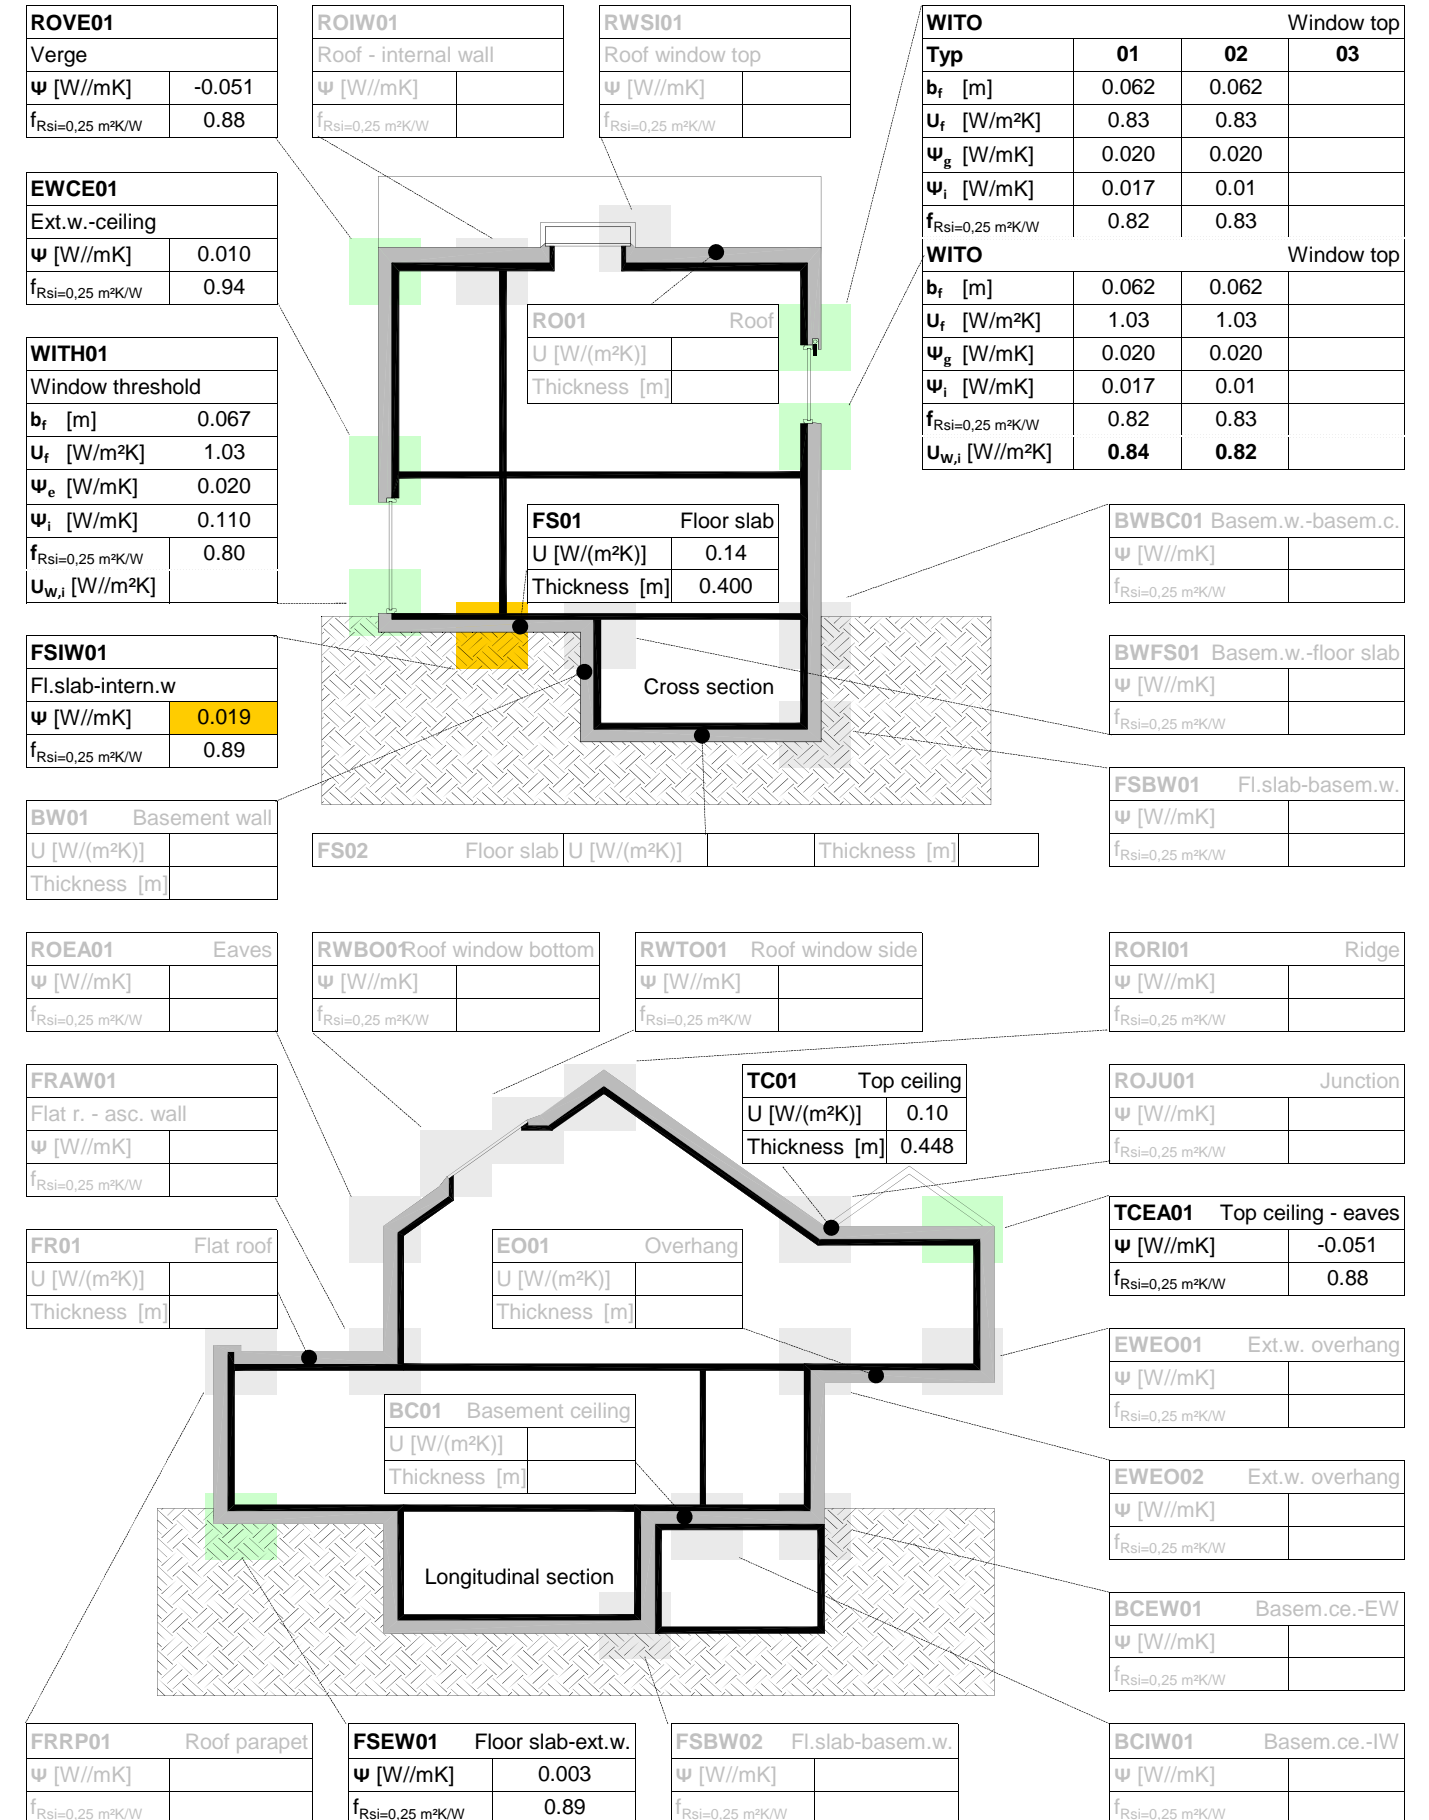 ROVE01
Verge
Ψ [W//mK] -0.051
fRsi=0,25 m²K/W 0.88
ROIW01
Roof - internal wall
Ψ [W//mK]
fRsi=0,25 m²K/W
RWSI01
Roof window top
Ψ [W//mK]
fRsi=0,25 m²K/W
WITO Window top
Typ 01 02 03
bf [m] 0.062 0.062
Uf [W/m²K] 0.83 0.83
Ψg [W/mK] 0.020 0.020
Ψi [W/mK] 0.017 0.01
fRsi=0,25 m²K/W 0.82 0.83
WITO Window top
bf [m] 0.062 0.062
Uf [W/m²K] 1.03 1.03
Ψg [W/mK] 0.020 0.020
Ψi [W/mK] 0.017 0.01
fRsi=0,25 m²K/W 0.82 0.83
UW,i [W//m²K] 0.84 0.82
EWCE01
Ext.w.-ceiling
Ψ [W//mK] 0.010
fRsi=0,25 m²K/W 0.94
WITH01
Window threshold
bf [m] 0.067
Uf [W/m²K] 1.03
Ψe [W/mK] 0.020
Ψi [W/mK] 0.110
fRsi=0,25 m²K/W 0.80
UW,i [W//m²K]
RO01 Roof
U [W/(m²K)]
Thickness [m]
FS01 Floor slab
U [W/(m²K)] 0.14
Thickness [m] 0.400
BWBC01 Basem.w.-basem.c.
Ψ [W//mK]
fRsi=0,25 m²K/W
FSIW01
Fl.slab-intern.w
Ψ [W//mK] 0.019
fRsi=0,25 m²K/W 0.89
Cross section
BWFS01 Basem.w.-floor slab
Ψ [W//mK]
fRsi=0,25 m²K/W
FSBW01 Fl.slab-basem.w.
Ψ [W//mK]
fRsi=0,25 m²K/W
BW01 Basement wall
U [W/(m²K)]
Thickness [m]
FS02 Floor slab U [W/(m²K)] Thickness [m]
ROEA01 Eaves
Ψ [W//mK]
fRsi=0,25 m²K/W
RWBO01 Roof window bottom
Ψ [W//mK]
fRsi=0,25 m²K/W
RWTO01 Roof window side
Ψ [W//mK]
fRsi=0,25 m²K/W
RORI01 Ridge
Ψ [W//mK]
fRsi=0,25 m²K/W
FRAW01
Flat r. - asc. wall
Ψ [W//mK]
fRsi=0,25 m²K/W
TC01 Top ceiling
U [W/(m²K)] 0.10
Thickness [m] 0.448
ROJU01 Junction
Ψ [W//mK]
fRsi=0,25 m²K/W
TCEA01 Top ceiling - eaves
Ψ [W//mK] -0.051
fRsi=0,25 m²K/W 0.88
FR01 Flat roof
U [W/(m²K)]
Thickness [m]
EO01 Overhang
U [W/(m²K)]
Thickness [m]
EWEO01 Ext.w. overhang
Ψ [W//mK]
fRsi=0,25 m²K/W
BC01 Basement ceiling
U [W/(m²K)]
Thickness [m]
EWEO02 Ext.w. overhang
Ψ [W//mK]
fRsi=0,25 m²K/W
Longitudinal section
BCEW01 Basem.ce.-EW
Ψ [W//mK]
fRsi=0,25 m²K/W
FRRP01 Roof parapet
Ψ [W//mK]
fRsi=0,25 m²K/W
FSEW01 Floor slab-ext.w.
Ψ [W//mK] 0.003
fRsi=0,25 m²K/W 0.89
FSBW02 Fl.slab-basem.w.
Ψ [W//mK]
fRsi=0,25 m²K/W
BCIW01 Basem.ce.-IW
Ψ [W//mK]
fRsi=0,25 m²K/W